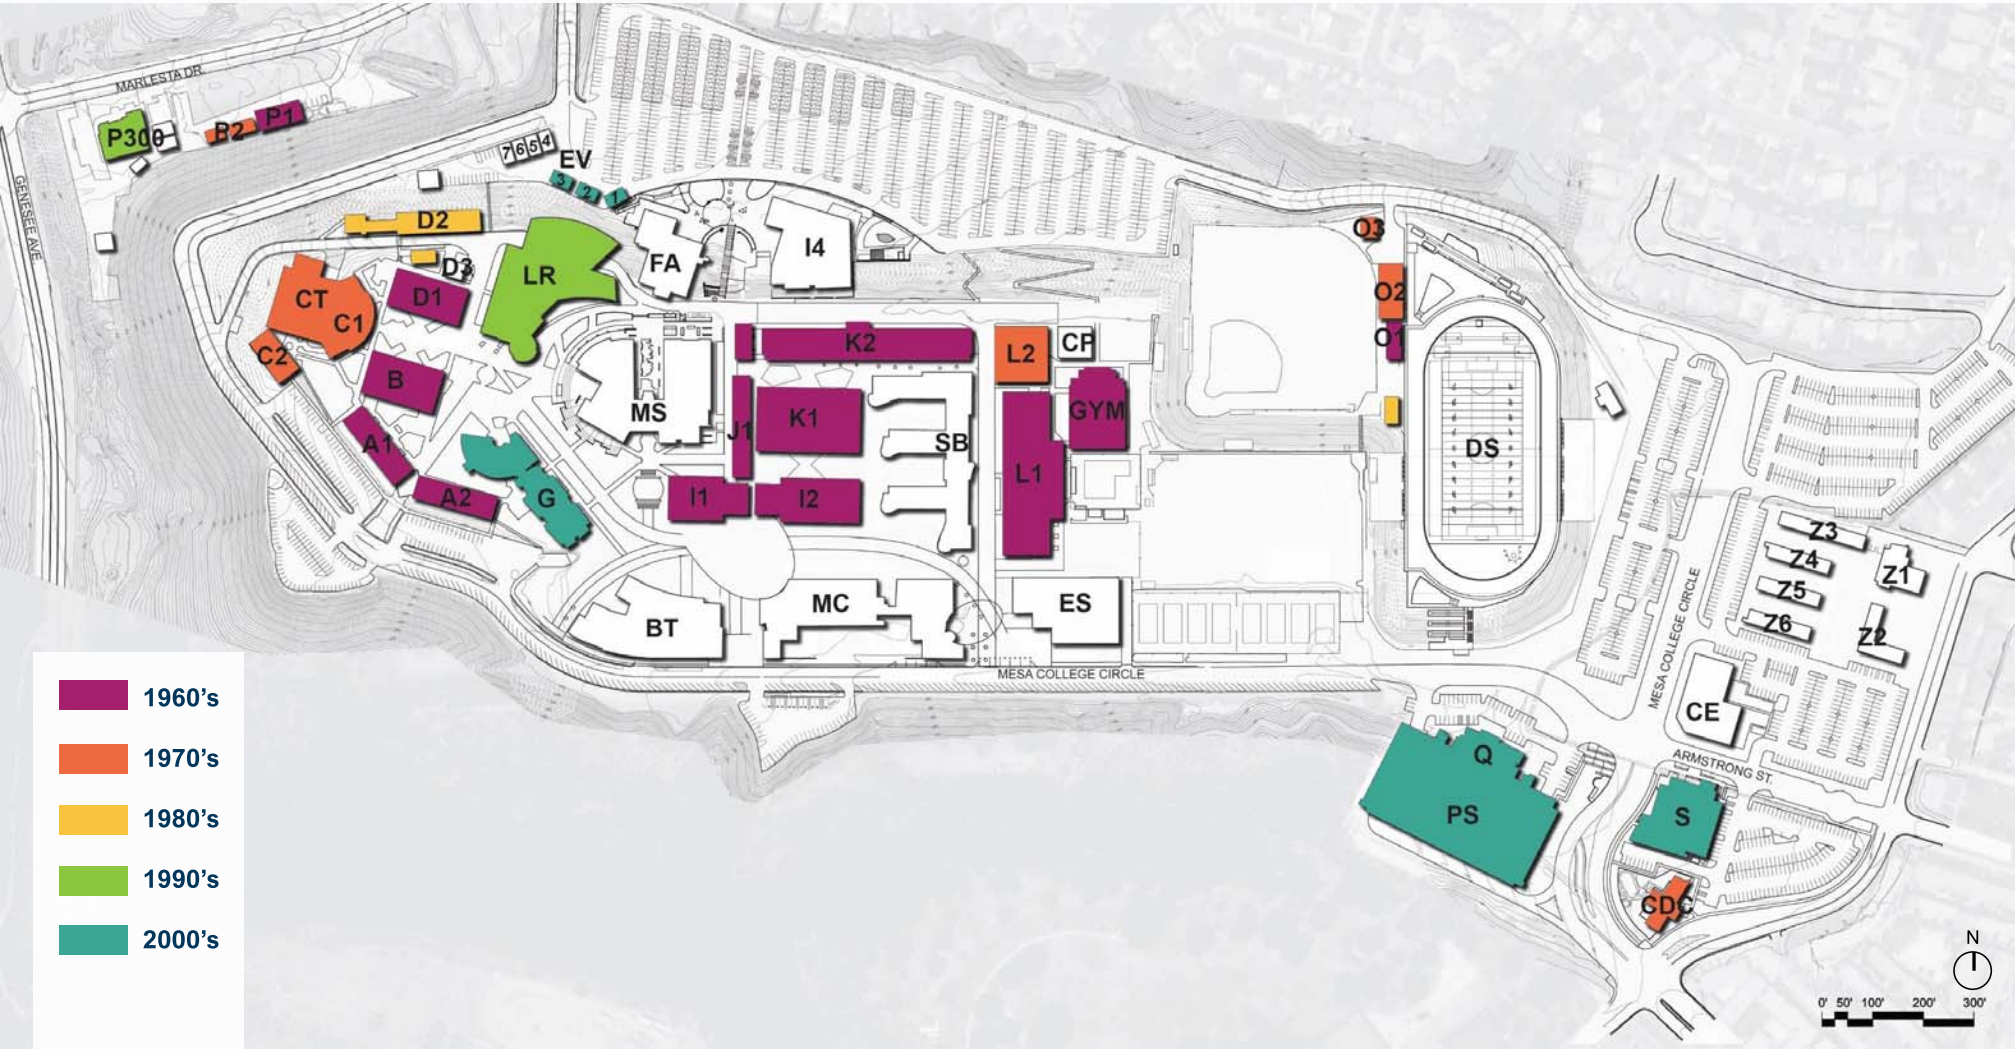 MARLESTA DR.
P300
P2
P1
GENESEE AVE.
7 6 5 4
EV
3 2 1
D2
D3
LR
FA
I4
O3
CT
C1
C2
D1
B
A1
A2
G
MS
K2
L2
CP
O2
O1
J1
K1
SB
GYM
L1
DS
I1
I2
BT
MC
ES
MESA COLLEGE CIRCLE
Z3
Z4
Z5
Z6
Z1
Z2
MESA COLLEGE CIRCLE
CE
ARMSTRONG ST.
Q
PS
S
CDC
1960's
1970's
1980's
1990's
2000's
N
0' 50' 100' 200' 300'